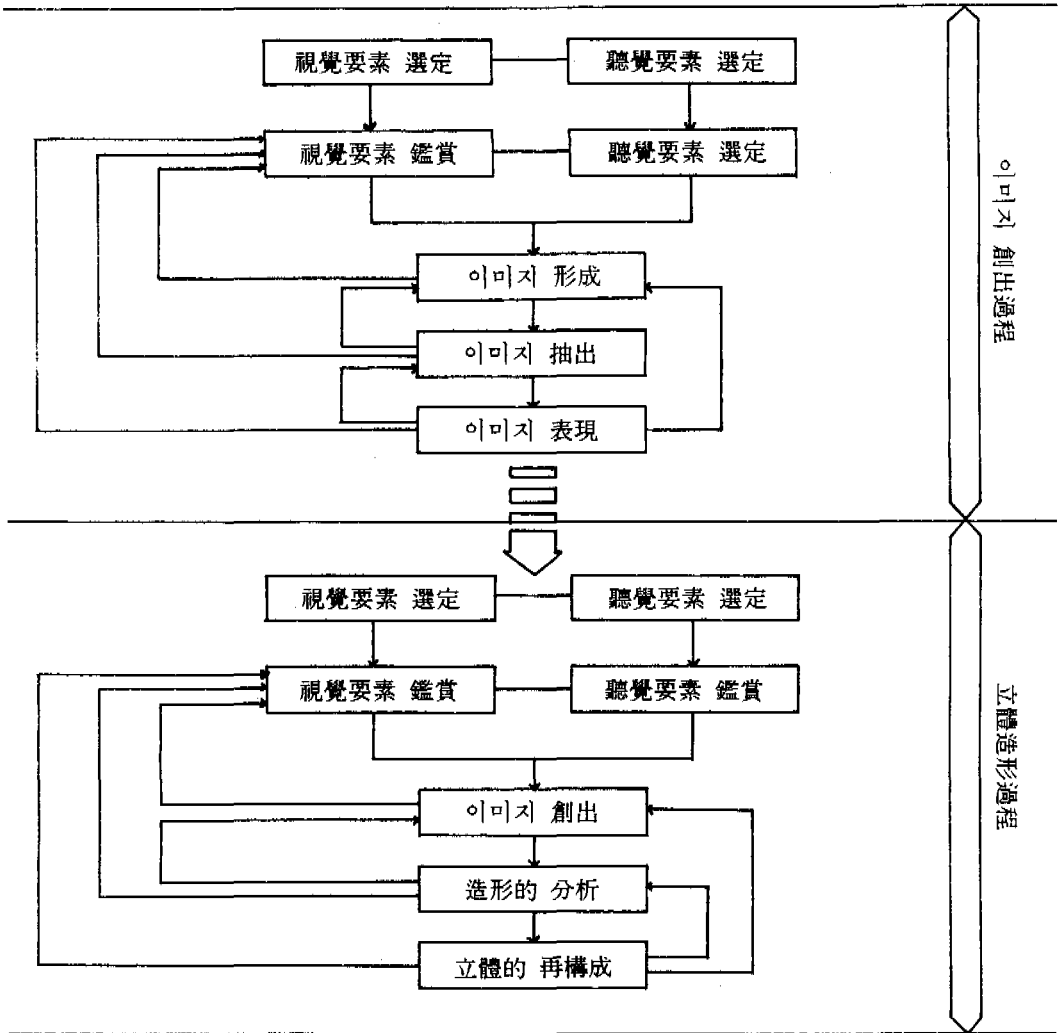 視覺要素 選定
聽覺要素 選定
視覺要素 鑑賞
聽覺要素 選定
이미지 形成
이미지 抽出
이미지 表現
이미지 創出過程
視覺要素 選定
聽覺要素 選定
視覺要素 鑑賞
聽覺要素 鑑賞
이미지 創出
造形的 分析
立體的 再構成
立體造形過程